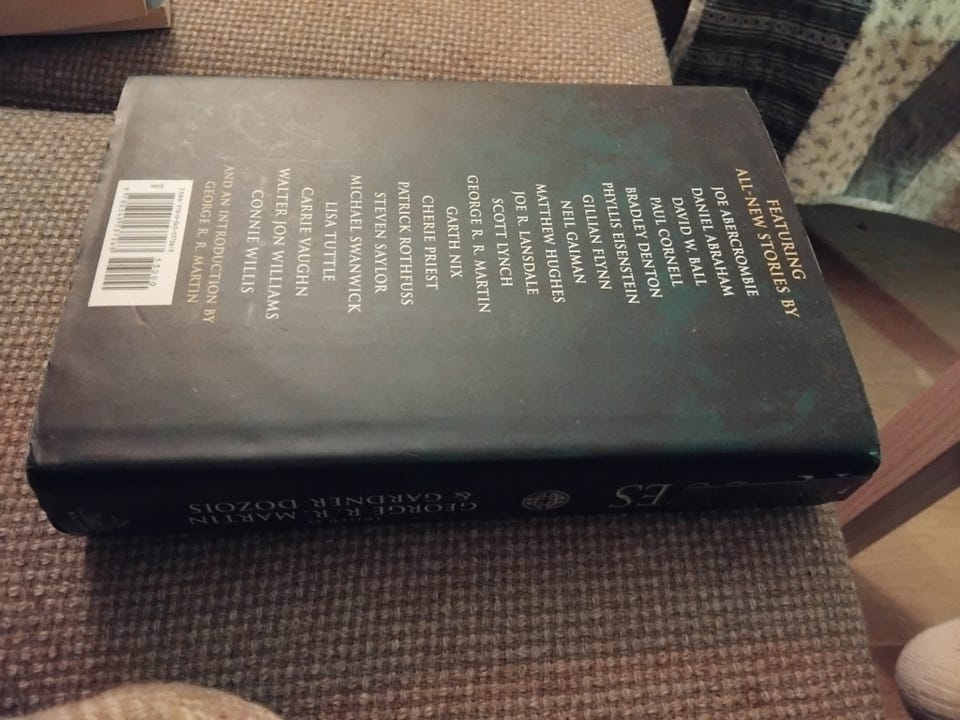 FEATURING
ALL-NEW STORIES BY
JOE ABERCROMBIE
DANIEL ABRAHAM
DAVID W. BALL
PAUL CORNELL
BRADLEY DENTON
PHYLLIS EISENSTEIN
GILLIAN FLYNN
NEIL GAIMAN
MATTHEW HUGHES
JOE R. LANSDALE
SCOTT LYNCH
GEORGE R. R. MARTIN
GARTH NIX
CHERIE PRIEST
PATRICK ROTHFUSS
STEVEN SAYLOR
MICHAEL SWANWICK
LISA TUTTLE
CARRIE VAUGHN
WALTER JON WILLIAMS
CONNIE WILLIS
AND AN INTRODUCTION BY
GEORGE R. R. MARTIN
53000
ES
EDITED BY
GEORGE R. R. MARTIN
& GARDNER DOZOIS